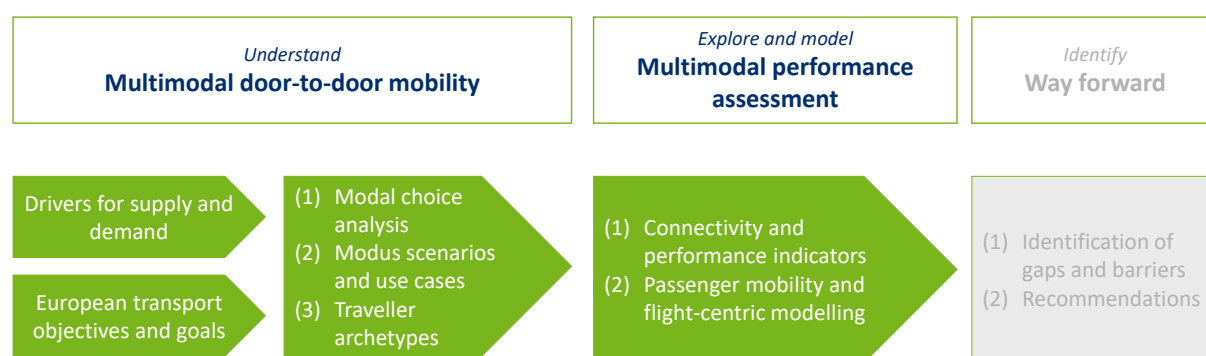 Understand
Multimodal door-to-door mobility
Explore and model
Multimodal performance
assessment
Identify
Way forward
Drivers for supply and
demand
European transport
objectives and goals
(1) Modal choice
analysis
(2) Modus scenarios
and use cases
(3) Traveller
archetypes
(1) Connectivity and
performance indicators
(2) Passenger mobility and
flight-centric modelling
(1) Identification of
gaps and barriers
(2) Recommendations